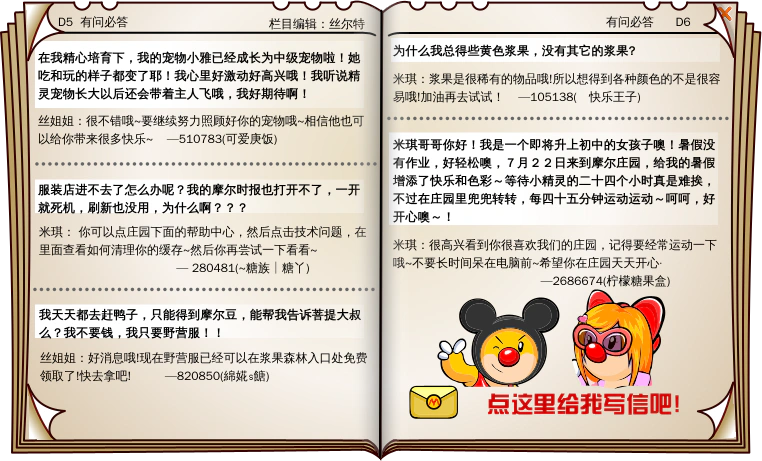 D5 有问必答
栏目编辑：丝尔特
在我精心培育下，我的宠物小雅已经成长为中级宠物啦！她
吃和玩的样子都变了耶！我心里好激动好高兴哦！我听说精
灵宠物长大以后还会带着主人飞哦，我好期待啊！
丝姐姐：很不错哦~要继续努力照顾好你的宠物哦~相信他也可
以给你带来很多快乐~ —510783(可爱庚饭)
服装店进不去了怎么办呢？我的摩尔时报也打开不了，一开
就死机，刷新也没用，为什么啊？？？
米琪： 你可以点庄园下面的帮助中心，然后点击技术问题，在
里面查看如何清理你的缓存~然后你再尝试一下看看~
— 280481(~糖族｜糖丫)
我天天都去赶鸭子，只能得到摩尔豆，能帮我告诉菩提大叔
么？我不要钱，我只要野营服！！
丝姐姐：好消息哦!现在野营服已经可以在浆果森林入口处免费
领取了!快去拿吧! —820850(綿婲ଃ餹)
有问必答 D6
为什么我总得些黄色浆果，没有其它的浆果?
米琪：浆果是很稀有的物品哦!所以想得到各种颜色的不是很容
易哦!加油再去试试！ —105138( 快乐王子)
米琪哥哥你好！我是一个即将升上初中的女孩子噢！暑假没
有作业，好轻松噢，７月２２日来到摩尔庄园，给我的暑假
增添了快乐和色彩～等待小精灵的二十四个小时真是难挨，
不过在庄园里兜兜转转，每四十五分钟运动运动～呵呵，好
开心噢～！
米琪：很高兴看到你很喜欢我们的庄园，记得要经常运动一下
哦~不要长时间呆在电脑前~希望你在庄园天天开心·
—2686674(柠檬糖果盒)
点这里给我写信吧!